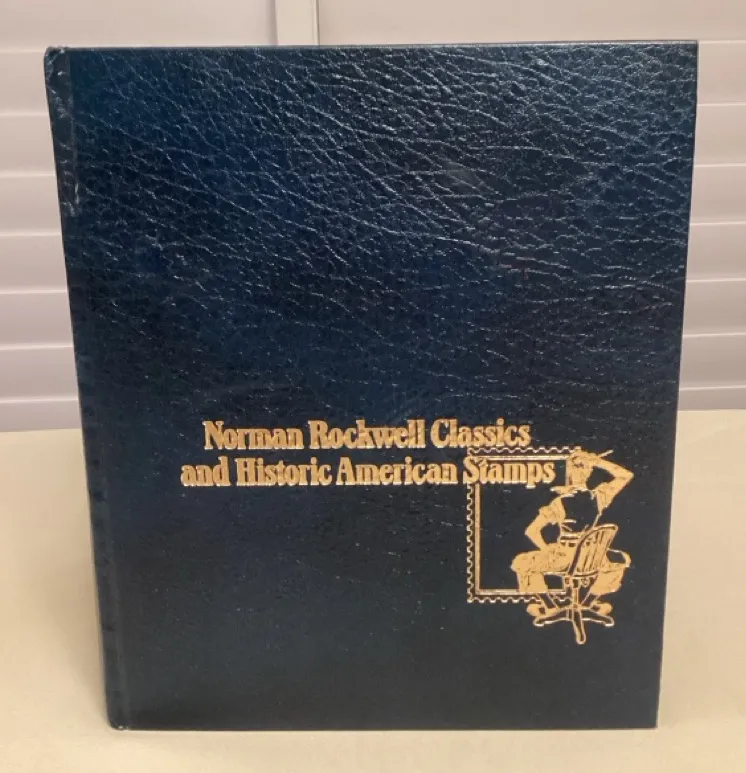 Norman Rockwell Classics
and Historic American Stamps